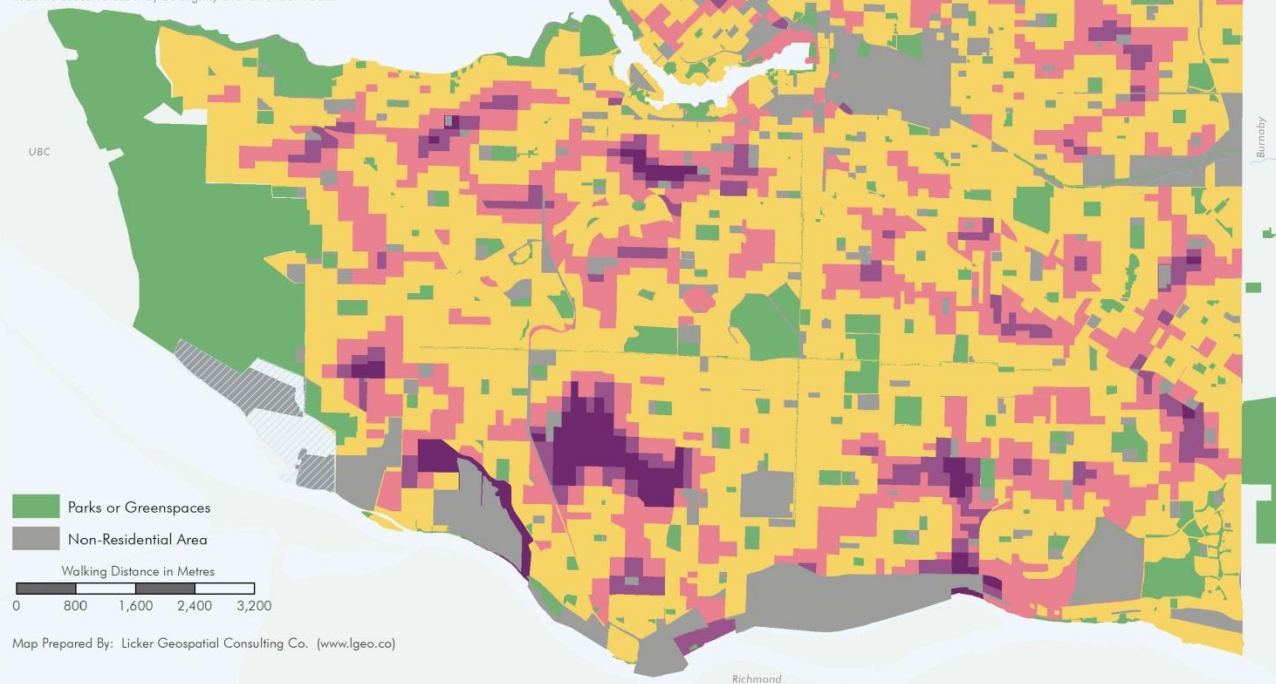 UBC
Burnaby
Parks or Greenspaces
Non-Residential Area
Walking Distance in Metres
0 800 1,600 2,400 3,200
Map Prepared By: Licker Geospatial Consulting Co. (www.lgeo.co)
Richmond